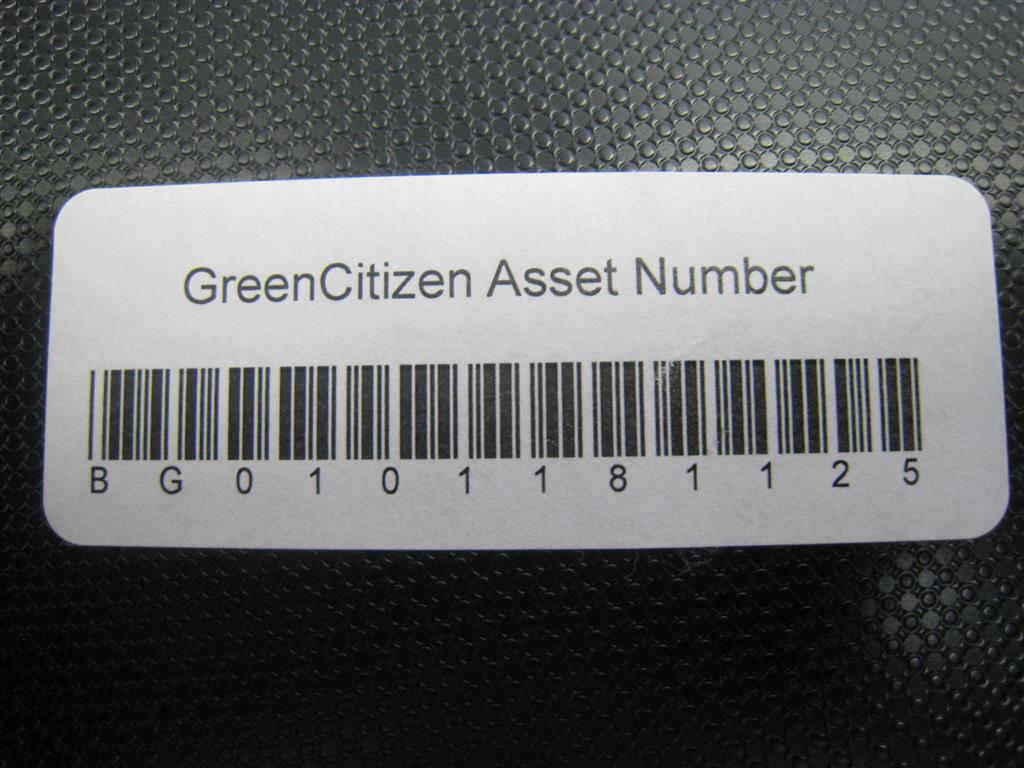 GreenCitizen Asset Number
B G 0 1 0 1 1 8 1 1 2 5